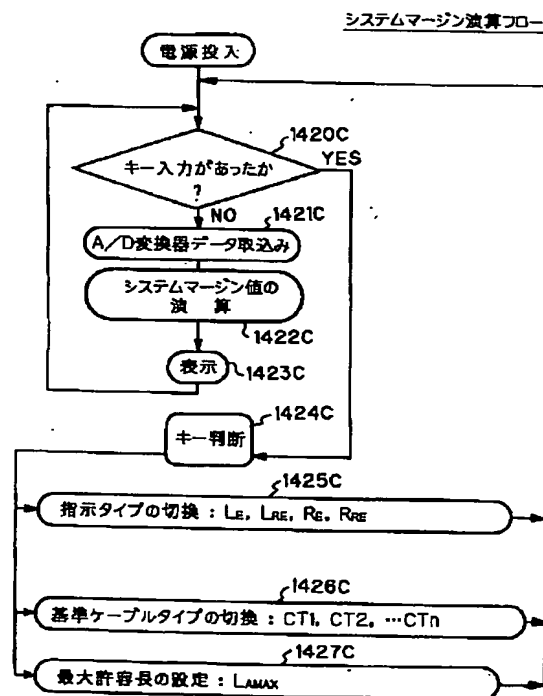 システムマージン演算フロー
電源投入
1420C
キー入力があったか
?
YES
NO
1421C
A/D変換器データ取込み
システムマージン値の
演算
1422C
表示
1423C
1424C
キー判断
1425C
指示タイプの切換：LE, LRE, RE, RRE
1426C
基準ケーブルタイプの切換：CT1, CT2, …CTn
1427C
最大許容長の設定：LAMAX